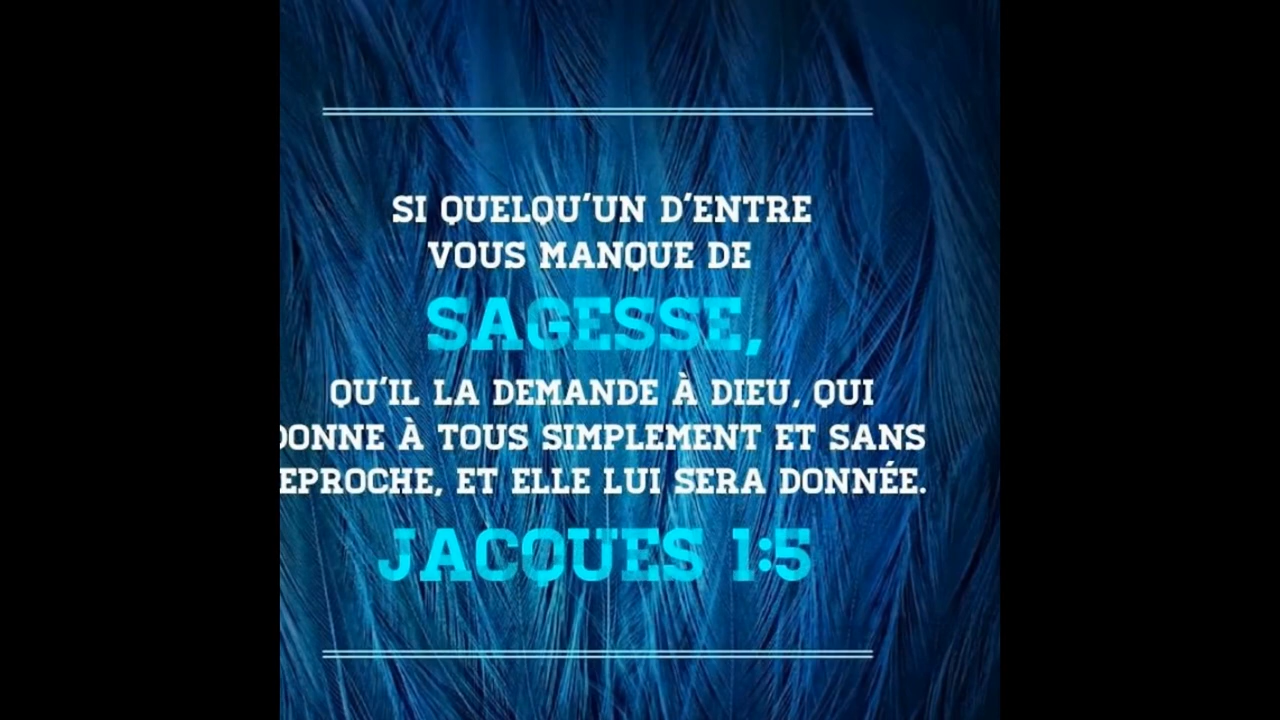 SI QUELQU'UN D'ENTRE
VOUS MANQUE DE
SAGESSE,
QU'IL LA DEMANDE À DIEU, QUI
DONNE À TOUS SIMPLEMENT ET SANS
EPROCHE, ET ELLE LUI SERA DONNÉE.
JACQUES 1:5